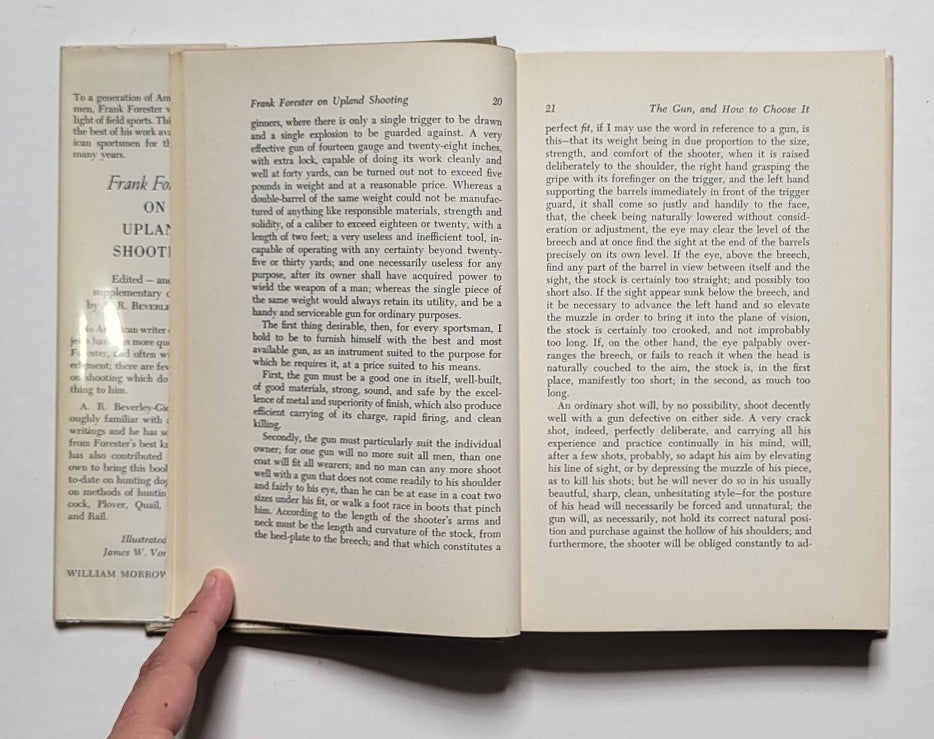 To a generation of Am
men, Frank Forester
light of field sports. Thi
the best of his work
ican sportsmen for
many years.
Frank Fo
ON
UPLAN
SHOOTI
Edited — and
supplementary
by R. BEVERLE
can writer
more
and often
there are few
on shooting which do
thing to him.
A. R. Beverley-Gid
oughly familiar with
writings and he has
from Forester's best
has also contributed
own to bring this book
to-date on hunting
on methods of huntin
cock, Plover, Quail,
and Rail.
Illustrated
James W.
WILLIAM MORROW
Frank Forester on Upland Shooting 20
ginners, where there is only a single trigger to be drawn
and a single explosion to be guarded against. A very
effective gun of fourteen gauge and twenty-eight inches,
with extra lock, capable of doing its work cleanly and
well at forty yards, can be turned out not to exceed five
pounds in weight and at a reasonable price. Whereas a
double-barrel of the same weight could not be manufac-
tured of anything like responsible materials, strength and
solidity, of a caliber to exceed eighteen or twenty, with a
length of two feet; a very useless and inefficient tool, in-
capable of operating with any certainty beyond twenty-
five or thirty yards; and one necessarily useless for any
purpose, after its owner shall have acquired power to
wield the weapon of a man; whereas the single piece of
the same weight would always retain its utility, and be a
handy and serviceable gun for ordinary purposes.
The first thing desirable, then, for every sportsman, I
hold to be to furnish himself with the best and most
available gun, as an instrument suited to the purpose for
which he requires it, at a price suited to his means.
First, the gun must be a good one in itself, well-built,
of good materials, strong, sound, and safe by the excel-
lence of metal and superiority of finish, which also produce
efficient carrying of its charge, rapid firing, and clean
killing.
Secondly, the gun must particularly suit the individual
owner; for one gun will no more suit all men, than one
coat will fit all wearers; and no man can any more shoot
well with a gun that does not come readily to his shoulder
and fairly to his eye, than he can be at ease in a coat two
sizes under his fit, or walk a foot race in boots that pinch
him. According to the length of the shooter's arms and
neck must be the length and curvature of the stock, from
the heel-plate to the breech; and that which constitutes a
21 The Gun, and How to Choose It
perfect fit, if I may use the word in reference to a gun, is
this—that its weight being in due proportion to the size,
strength, and comfort of the shooter, when it is raised
deliberately to the shoulder, the right hand grasping the
gripe with its forefinger on the trigger, and the left hand
supporting the barrels immediately in front of the trigger
guard, it shall come so justly and handily to the face,
that, the cheek being naturally lowered without consid-
eration or adjustment, the eye may clear the level of the
breech and at once find the sight at the end of the barrels
precisely on its own level. If the eye, above the breech,
find any part of the barrel in view between itself and the
sight, the stock is certainly too straight; and possibly too
short also. If the sight appear sunk below the breech, and
it be necessary to advance the left hand and so elevate
the muzzle in order to bring it into the plane of vision,
the stock is certainly too crooked, and not improbably
too long. If, on the other hand, the eye palpably over-
ranges the breech, or fails to reach it when the head is
naturally couched to the aim, the stock is, in the first
place, manifestly too short; in the second, as much too
long.
An ordinary shot will, by no possibility, shoot decently
well with a gun defective on either side. A very crack
shot, indeed, perfectly deliberate, and carrying all his
experience and practice continually in his mind, will,
after a few shots, probably, so adapt his aim by elevating
his line of sight, or by depressing the muzzle of his piece,
as to kill his shots; but he will never do so in his usually
beautiful, sharp, clean, unhesitating style—for the posture
of his head will necessarily be forced and unnatural; the
gun will, as necessarily, not hold its correct natural posi-
tion and purchase against the hollow of his shoulders; and
furthermore, the shooter will be obliged constantly to ad-